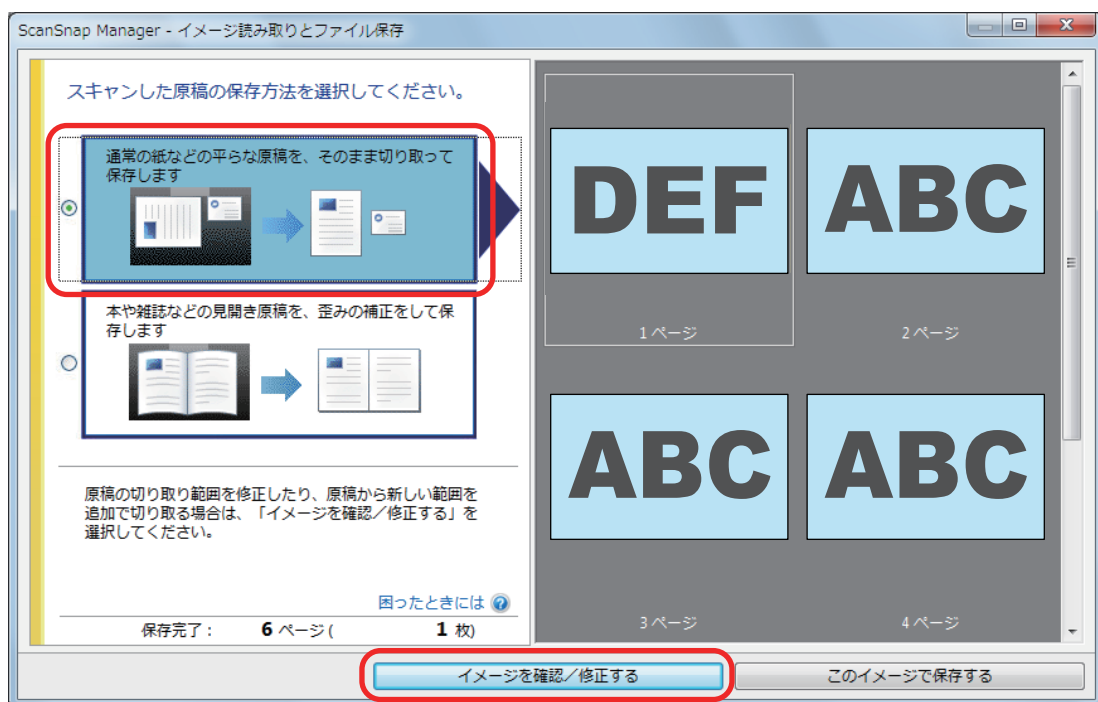 ScanSnap Manager - イメージ読み取りとファイル保存
スキャンした原稿の保存方法を選択してください。
通常の紙などの平らな原稿を、そのまま切り取って
保存します
本や雑誌などの見開き原稿を、歪みの補正をして保
存します
原稿の切り取り範囲を修正したり、原稿から新しい範囲を
追加で切り取る場合は、「イメージを確認／修正する」を
選択してください。
困ったときには ?
保存完了： 6 ページ ( 1 枚)
DEF
1 ページ
ABC
2 ページ
ABC
3 ページ
ABC
4 ページ
イメージを確認／修正する
このイメージで保存する